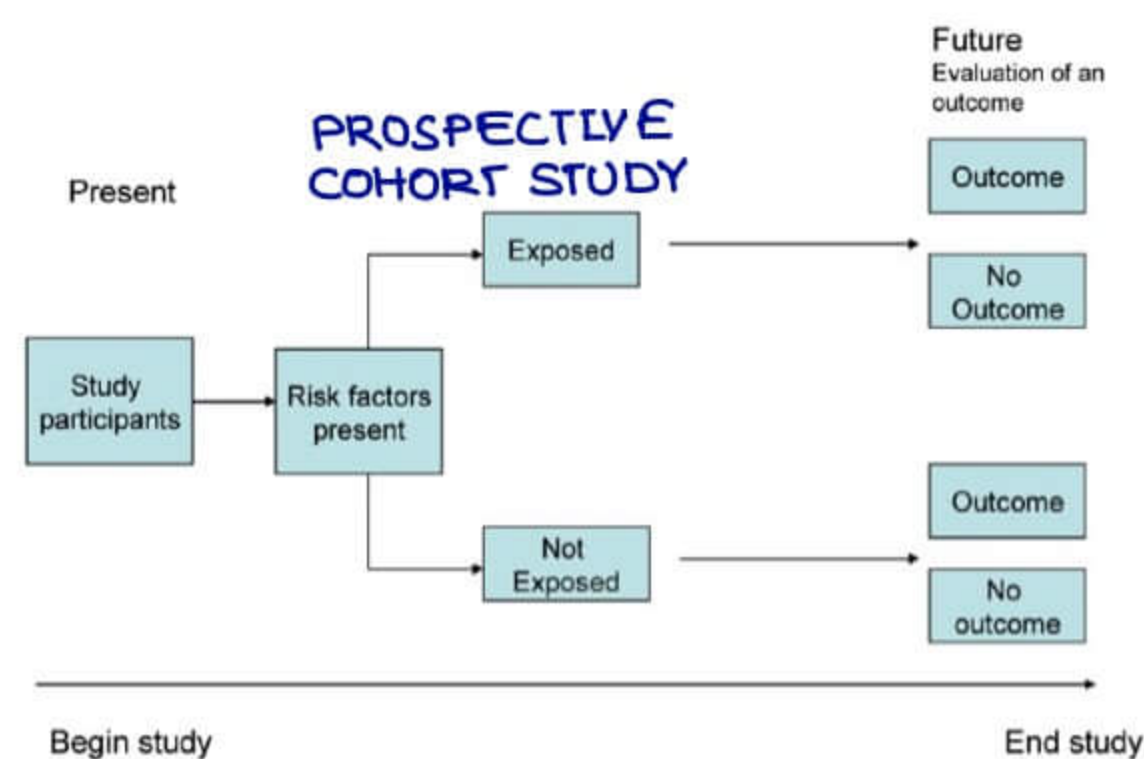 Future
Evaluation of an
outcome
PROSPECTIVE
COHORT STUDY
Present
Outcome
Exposed
No
Outcome
Study
participants
Risk factors
present
Outcome
Not
Exposed
No
outcome
Begin study
End study